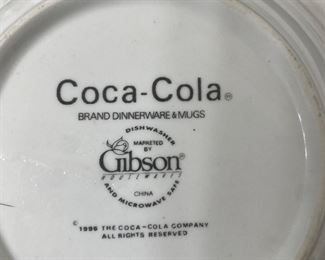 Coca-Cola®
BRAND DINNERWARE & MUGS
DISHWASHER
MARKETED
BY
Gibson®
HOUSEWARES
AND MICROWAVE SAFE
CHINA
© 1996 THE COCA-COLA COMPANY
ALL RIGHTS RESERVED